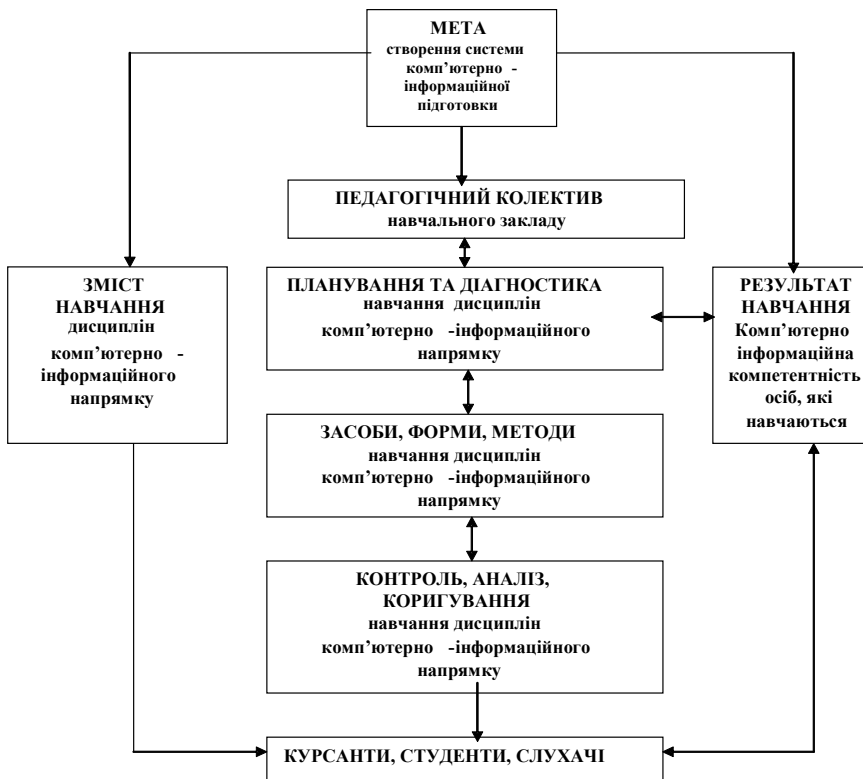 МЕТА
створення системи
комп’ютерно -
інформаційної
підготовки
ПЕДАГОГІЧНИЙ КОЛЕКТИВ
навчального закладу
ЗМІСТ
НАВЧАННЯ
дисциплін
комп’ютерно -
інформаційного
напрямку
ПЛАНУВАННЯ ТА ДІАГНОСТИКА
навчання дисциплін
комп’ютерно -інформаційного
напрямку
РЕЗУЛЬТАТ
НАВЧАННЯ
Комп’ютерно
інформаційна
компетентність
осіб, які
навчаються
ЗАСОБИ, ФОРМИ, МЕТОДИ
навчання дисциплін
комп’ютерно -інформаційного
напрямку
КОНТРОЛЬ, АНАЛІЗ,
КОРИГУВАННЯ
навчання дисциплін
комп’ютерно -інформаційного
напрямку
КУРСАНТИ, СТУДЕНТИ, СЛУХАЧІ